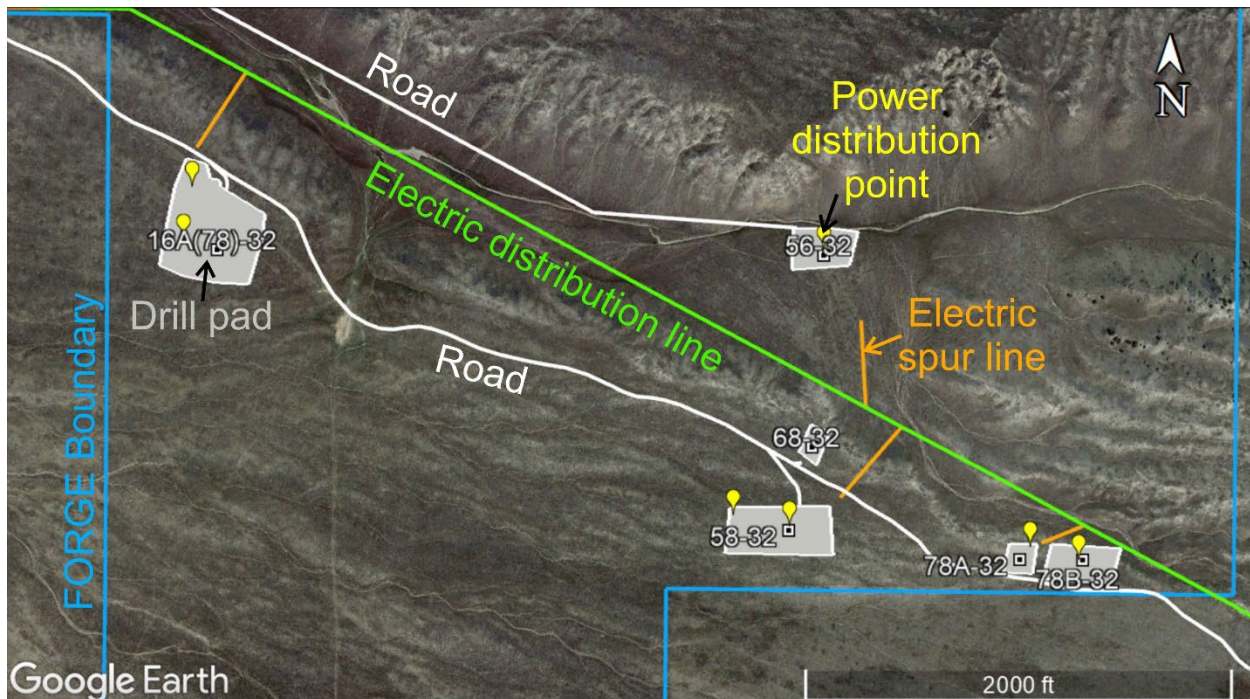 Road
N
Power
distribution
point
Electric distribution line
56-32
16A(78)-32
Drill pad
Electric
spur line
Road
FORGE Boundary
68-32
58-32
78A-32
78B-32
Google Earth
2000 ft